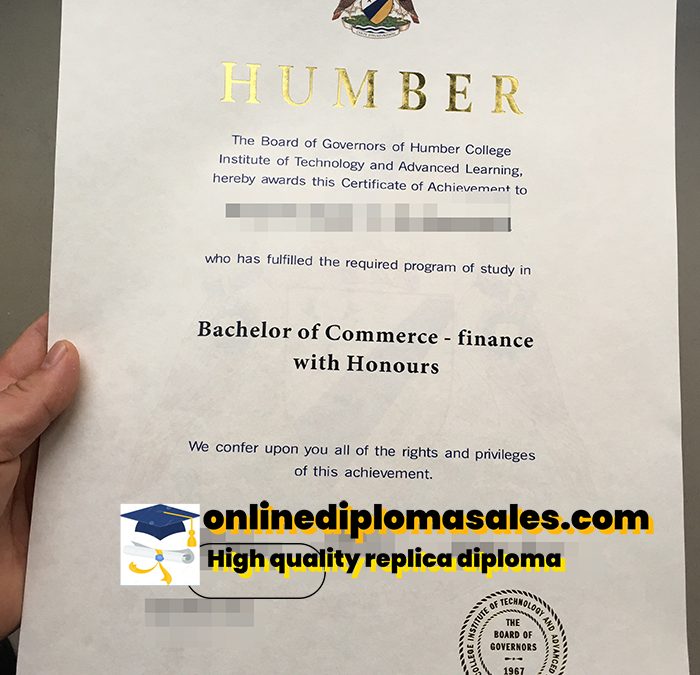 HUMBER
The Board of Governors of Humber College
Institute of Technology and Advanced Learning,
hereby awards this Certificate of Achievement to
who has fulfilled the required program of study in
Bachelor of Commerce - finance
with Honours
We confer upon you all of the rights and privileges
of this achievement.
onlinediplomasales.com
High quality replica diploma
COLLEGE INSTITUTE OF TECHNOLOGY AND ADVANCED
THE
BOARD OF
GOVERNORS
1967